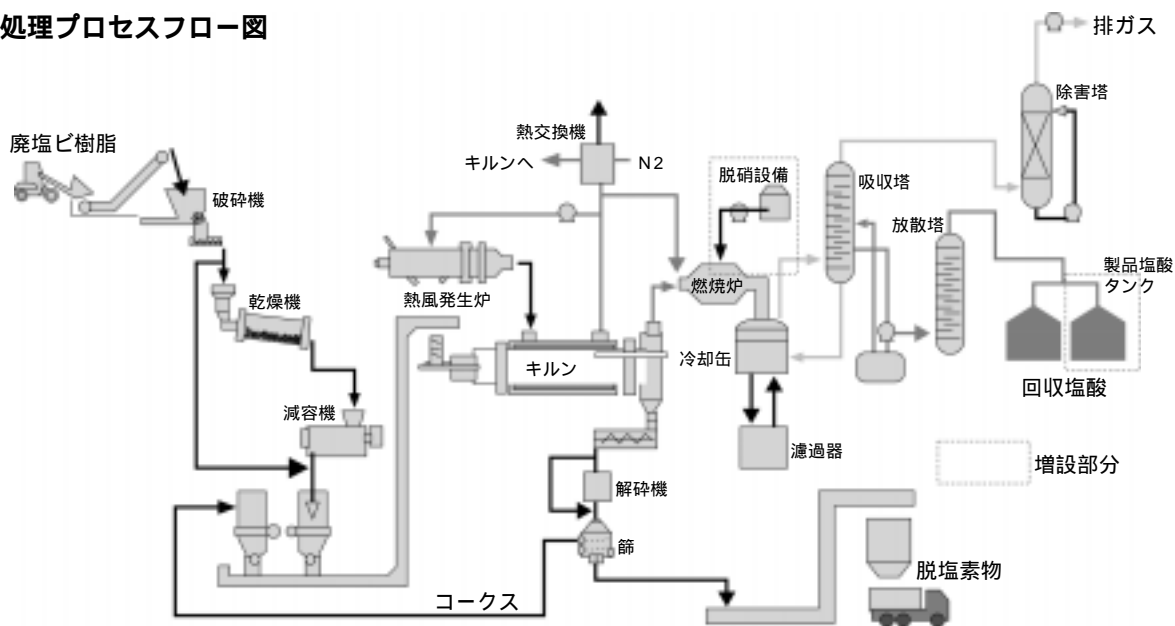 処理プロセスフロー図
排ガス
除害塔
熱交換機
廃塩ビ樹脂
キルンへ
N2
脱硝設備
吸収塔
破砕機
放散塔
製品塩酸
タンク
燃焼炉
熱風発生炉
乾燥機
冷却缶
キルン
回収塩酸
減容機
濾過器
増設部分
解砕機
篩
脱塩素物
コークス